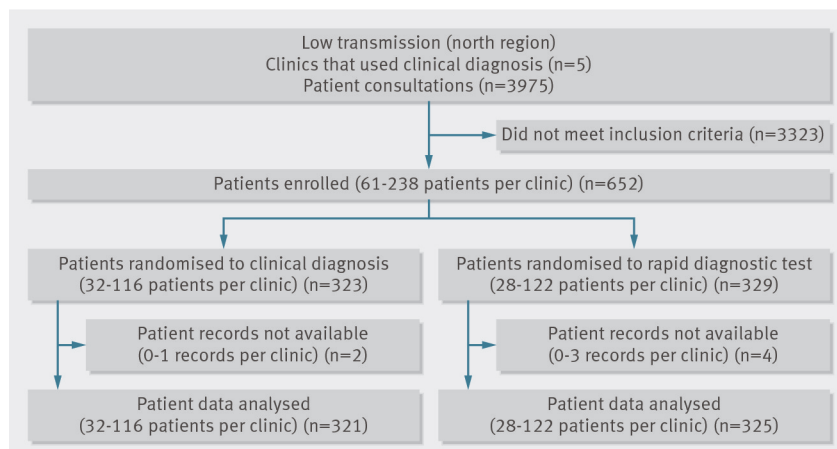 Low transmission (north region)
Clinics that used clinical diagnosis (n=5)
Patient consultations (n=3975)
Did not meet inclusion criteria (n=3323)
Patients enrolled (61-238 patients per clinic) (n=652)
Patients randomised to clinical diagnosis
(32-116 patients per clinic) (n=323)
Patients randomised to rapid diagnostic test
(28-122 patients per clinic) (n=329)
Patient records not available
(0-1 records per clinic) (n=2)
Patient records not available
(0-3 records per clinic) (n=4)
Patient data analysed
(32-116 patients per clinic) (n=321)
Patient data analysed
(28-122 patients per clinic) (n=325)